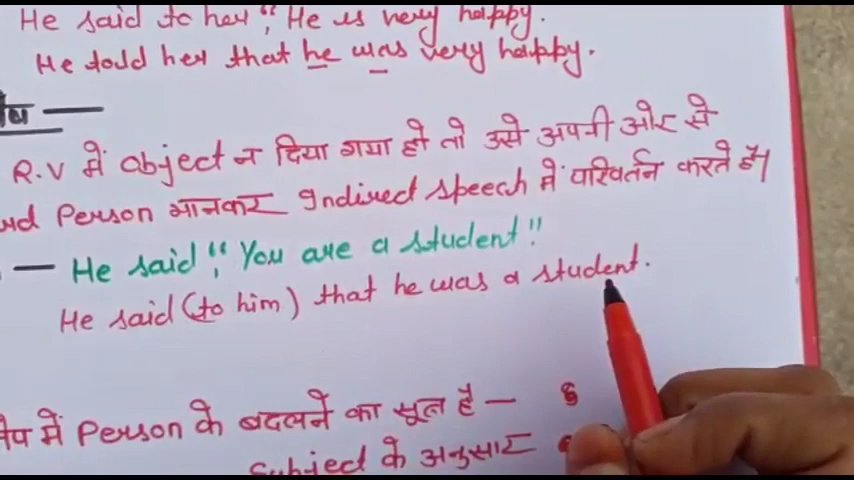 He said to her", He is very happy.
He told her that he was very happy.
R.V में object न दिया गया हो तो उसे अपनी ओर से
Person मानकर Indirect speech में परिवर्तन करते हैं।
— He said," You are a student"!
He said (to him) that he was a student.
में Person के बदलने का सूत्र है —
Subject के अनुसार